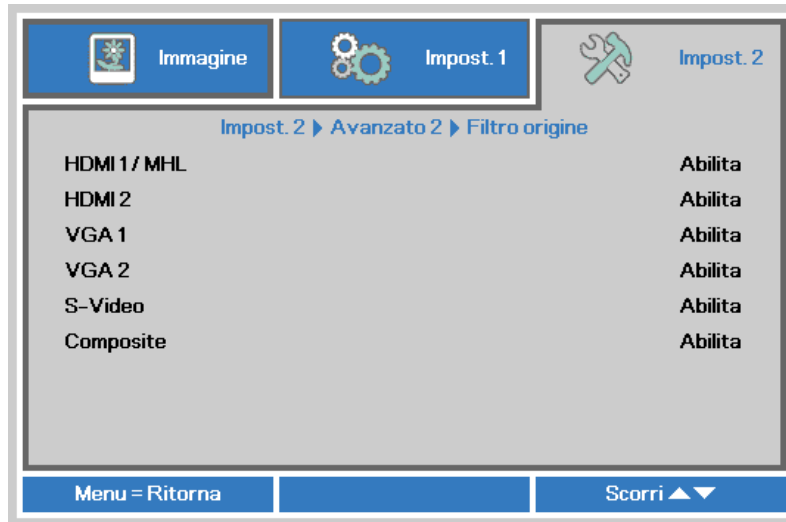 Immagine
Impost. 1
Impost. 2
Impost. 2 ▶ Avanzato 2 ▶ Filtro origine
HDMI 1 / MHL Abilita
HDMI 2 Abilita
VGA 1 Abilita
VGA 2 Abilita
S-Video Abilita
Composite Abilita
Menu = Ritorna
Scorri ▲▼